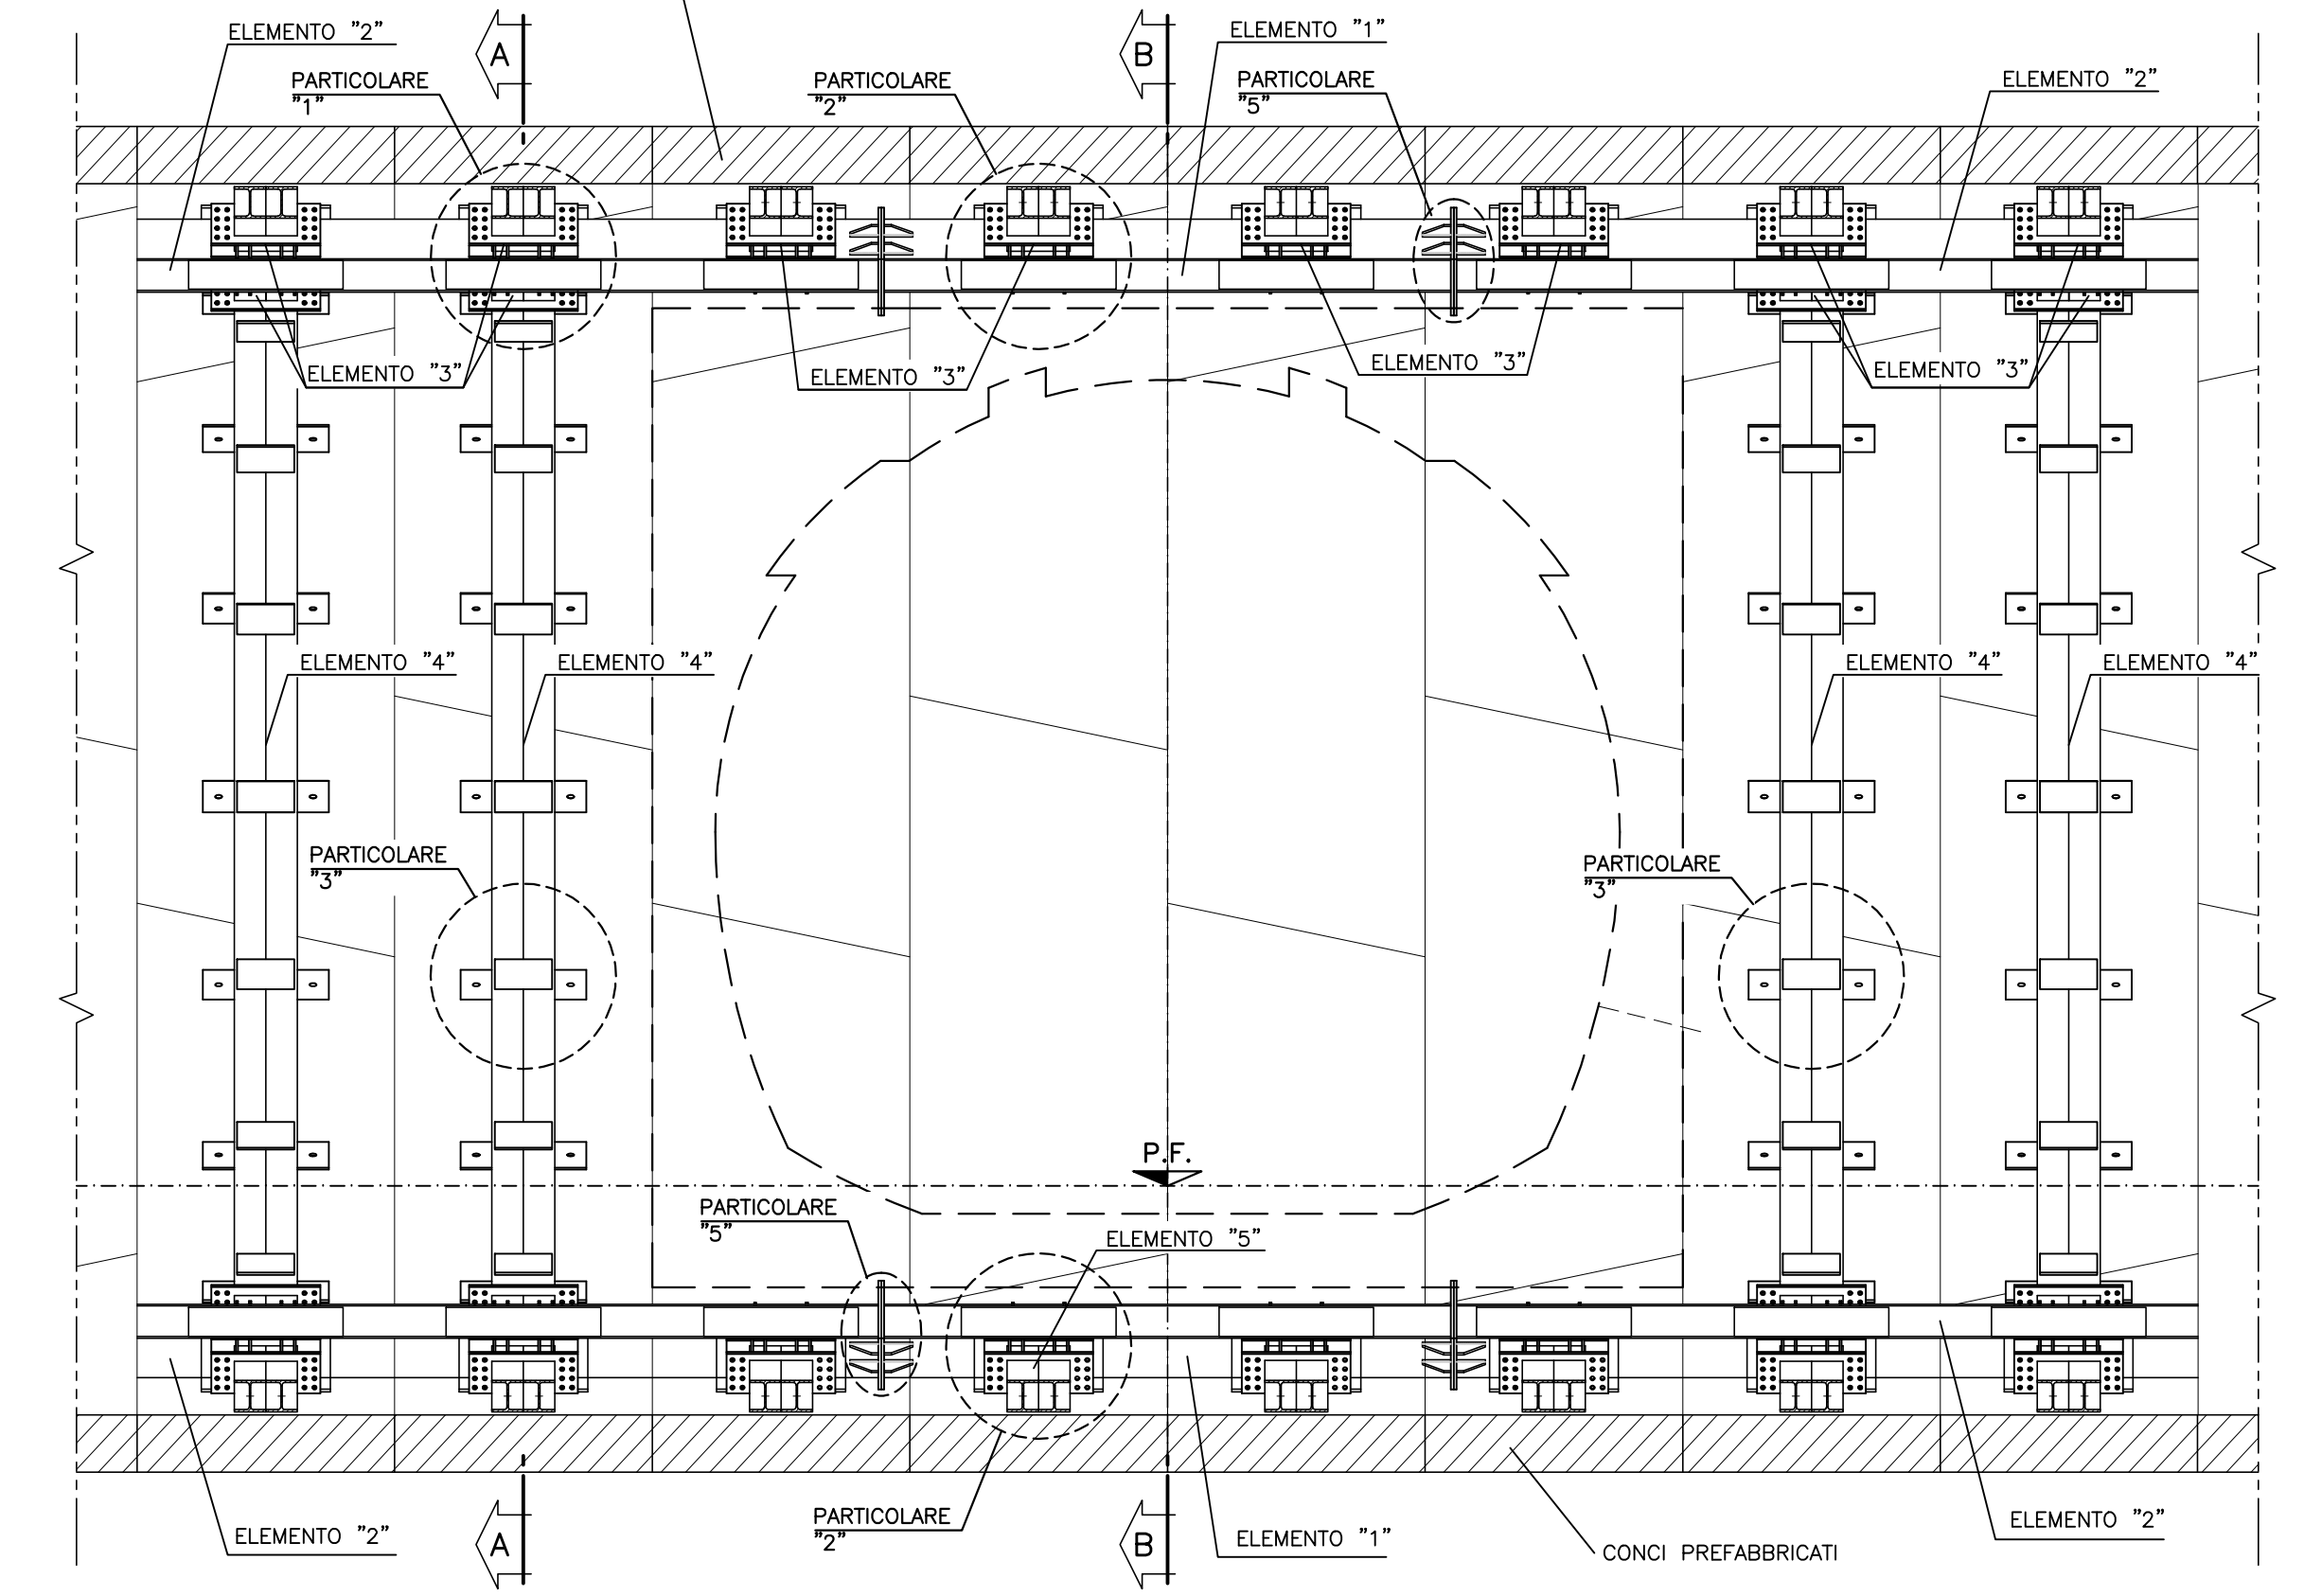 ELEMENTO "2"
A
B
ELEMENTO "1"
PARTICOLARE
"1"
PARTICOLARE
"2"
PARTICOLARE
"5"
ELEMENTO "2"
ELEMENTO "3"
ELEMENTO "3"
ELEMENTO "3"
ELEMENTO "3"
ELEMENTO "4"
ELEMENTO "4"
ELEMENTO "4"
ELEMENTO "4"
PARTICOLARE
"3"
PARTICOLARE
"3"
P.F.
PARTICOLARE
"5"
ELEMENTO "5"
ELEMENTO "2"
A
PARTICOLARE
"2"
B
ELEMENTO "1"
CONCI PREFABBRICATI
ELEMENTO "2"